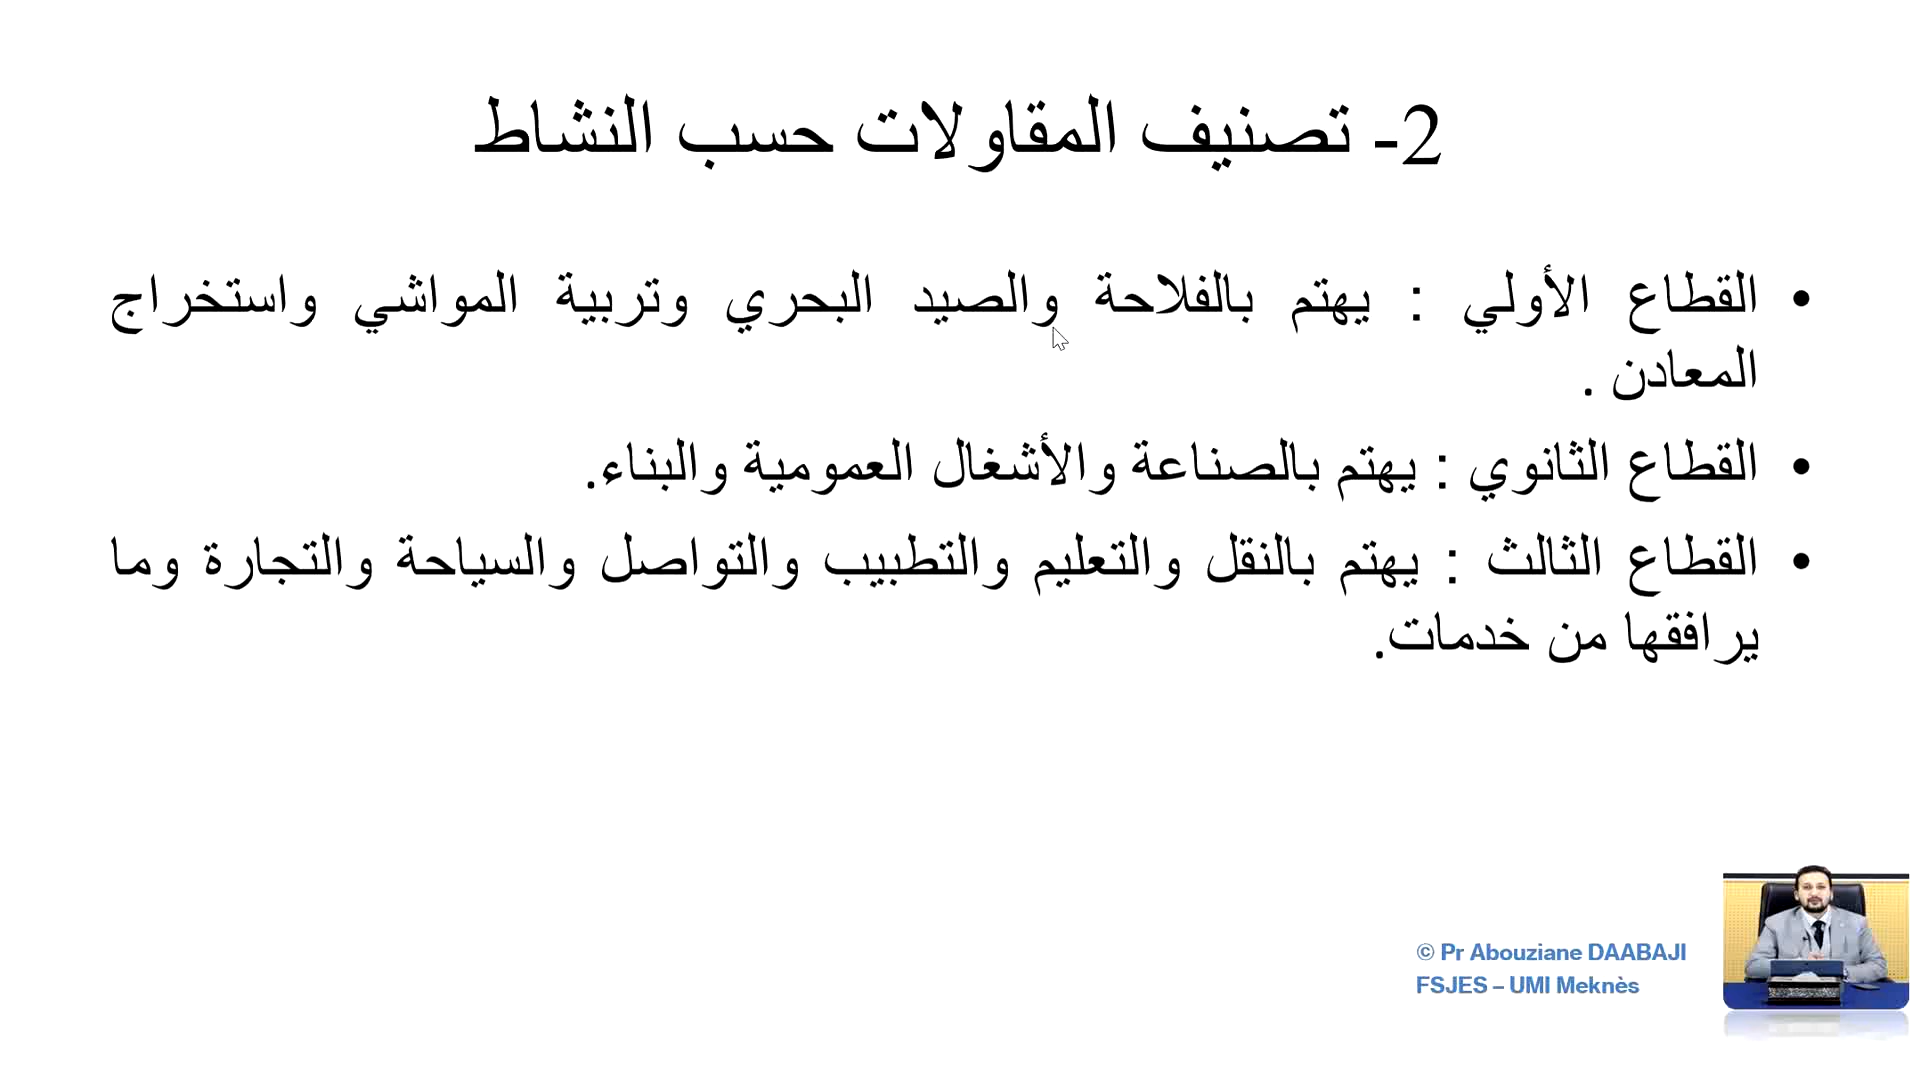 2- تصنيف المقاولات حسب النشاط
• القطاع الأولي : يهتم بالفلاحة والصيد البحري وتربية المواشي واستخراج
المعادن .
• القطاع الثانوي : يهتم بالصناعة والأشغال العمومية والبناء.
• القطاع الثالث : يهتم بالنقل والتعليم والتطبيب والتواصل والسياحة والتجارة وما
يرافقها من خدمات.
© Pr Abouziane DAABAJI
FSJES – UMI Meknès